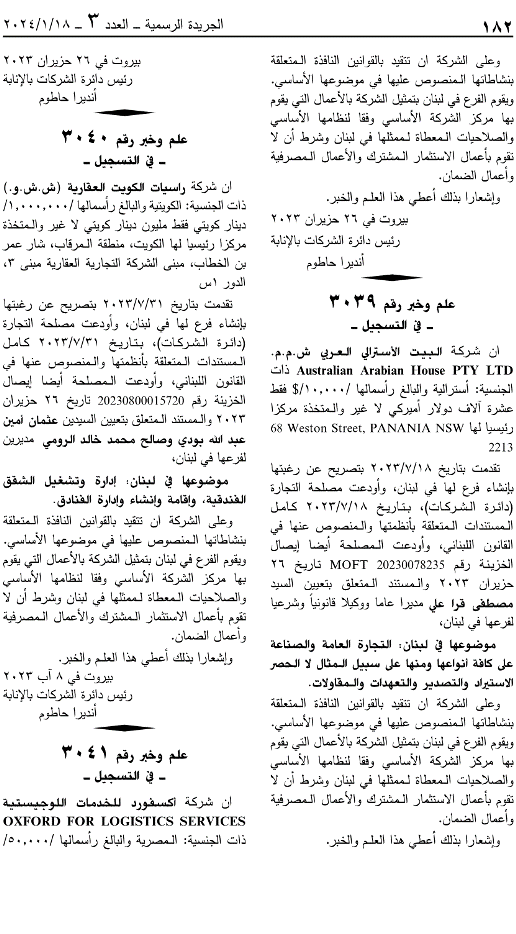 ١٨٢
الجريدة الرسمية ــ العدد ٣ ــ ٢٠٢٤/١/١٨
وعلى الشركة ان تتقيد بالقوانين النافذة المتعلقة
بنشاطاتها المنصوص عليها في موضوعها الأساسي.
ويقوم الفرع في لبنان بتمثيل الشركة بالأعمال التي يقوم
بها مركز الشركة الأساسي وفقا لنظامها الأساسي
والصلاحيات المعطاة لممثلها في لبنان وشرط أن لا
تقوم بأعمال الاستثمار المشترك والأعمال المصرفية
وأعمال الضمان.
وإشعارا بذلك أعطي هذا العلم والخبر.
بيروت في ٢٦ حزيران ٢٠٢٣
رئيس دائرة الشركات بالإنابة
أنديرا حاطوم
علم وخبر رقم ٣٠٣٩
ـ في التسجيل ـ
ان شركة البيت الأسترالي العربي ش.م.م.
Australian Arabian House PTY LTD ذات
الجنسية: أسترالية والبالغ رأسمالها /١٠,٠٠٠/$ فقط
عشرة آلاف دولار أميركي لا غير والمتخذة مركزا
رئيسيا لها 68 Weston Street, PANANIA NSW
2213
تقدمت بتاريخ ٢٠٢٣/٧/١٨ بتصريح عن رغبتها
بإنشاء فرع لها في لبنان، وأودعت مصلحة التجارة
(دائرة الشركات)، بتاريخ ٢٠٢٣/٧/١٨ كامل
المستندات المتعلقة بأنظمتها والمنصوص عنها في
القانون اللبناني، وأودعت المصلحة أيضا إيصال
الخزينة رقم MOFT 20230078235 تاريخ ٢٦
حزيران ٢٠٢٣ والمستند المتعلق بتعيين السيد
مصطفى قرا علي مديرا عاما ووكيلا قانونياً وشرعيا
لفرعها في لبنان،
موضوعها في لبنان: التجارة العامة والصناعة
على كافة أنواعها ومنها على سبيل المثال لا الحصر
الاستيراد والتصدير والتعهدات والمقاولات.
وعلى الشركة ان تتقيد بالقوانين النافذة المتعلقة
بنشاطاتها المنصوص عليها في موضوعها الأساسي.
ويقوم الفرع في لبنان بتمثيل الشركة بالأعمال التي يقوم
بها مركز الشركة الأساسي وفقا لنظامها الأساسي
والصلاحيات المعطاة لممثلها في لبنان وشرط أن لا
تقوم بأعمال الاستثمار المشترك والأعمال المصرفية
وأعمال الضمان.
وإشعارا بذلك أعطي هذا العلم والخبر.
بيروت في ٢٦ حزيران ٢٠٢٣
رئيس دائرة الشركات بالإنابة
أنديرا حاطوم
علم وخبر رقم ٣٠٤٠
ـ في التسجيل ـ
ان شركة راسيات الكويت العقارية (ش.ش.و.)
ذات الجنسية: الكويتية والبالغ رأسمالها /١,٠٠٠,٠٠٠/
دينار كويتي فقط مليون دينار كويتي لا غير والمتخذة
مركزا رئيسيا لها الكويت، منطقة المرقاب، شار عمر
بن الخطاب، مبنى الشركة التجارية العقارية مبنى ٣،
الدور ١س
تقدمت بتاريخ ٢٠٢٣/٧/٣١ بتصريح عن رغبتها
بإنشاء فرع لها في لبنان، وأودعت مصلحة التجارة
(دائرة الشركات)، بتاريخ ٢٠٢٣/٧/٣١ كامل
المستندات المتعلقة بأنظمتها والمنصوص عنها في
القانون اللبناني، وأودعت المصلحة أيضا إيصال
الخزينة رقم 20230800015720 تاريخ ٢٦ حزيران
٢٠٢٣ والمستند المتعلق بتعيين السيدين عثمان أمين
عبد الله بودي وصالح محمد خالد الرومي مديرين
لفرعها في لبنان،
موضوعها في لبنان: إدارة وتشغيل الشقق
الفندقية، وإقامة وإنشاء وإدارة الفنادق.
وعلى الشركة ان تتقيد بالقوانين النافذة المتعلقة
بنشاطاتها المنصوص عليها في موضوعها الأساسي.
ويقوم الفرع في لبنان بتمثيل الشركة بالأعمال التي يقوم
بها مركز الشركة الأساسي وفقا لنظامها الأساسي
والصلاحيات المعطاة لممثلها في لبنان وشرط أن لا
تقوم بأعمال الاستثمار المشترك والأعمال المصرفية
وأعمال الضمان.
وإشعارا بذلك أعطي هذا العلم والخبر.
بيروت في ٨ آب ٢٠٢٣
رئيس دائرة الشركات بالإنابة
أنديرا حاطوم
علم وخبر رقم ٣٠٤١
ـ في التسجيل ـ
ان شركة اكسفورد للخدمات اللوجيستية
OXFORD FOR LOGISTICS SERVICES
ذات الجنسية: المصرية والبالغ رأسمالها /٥٠,٠٠٠/